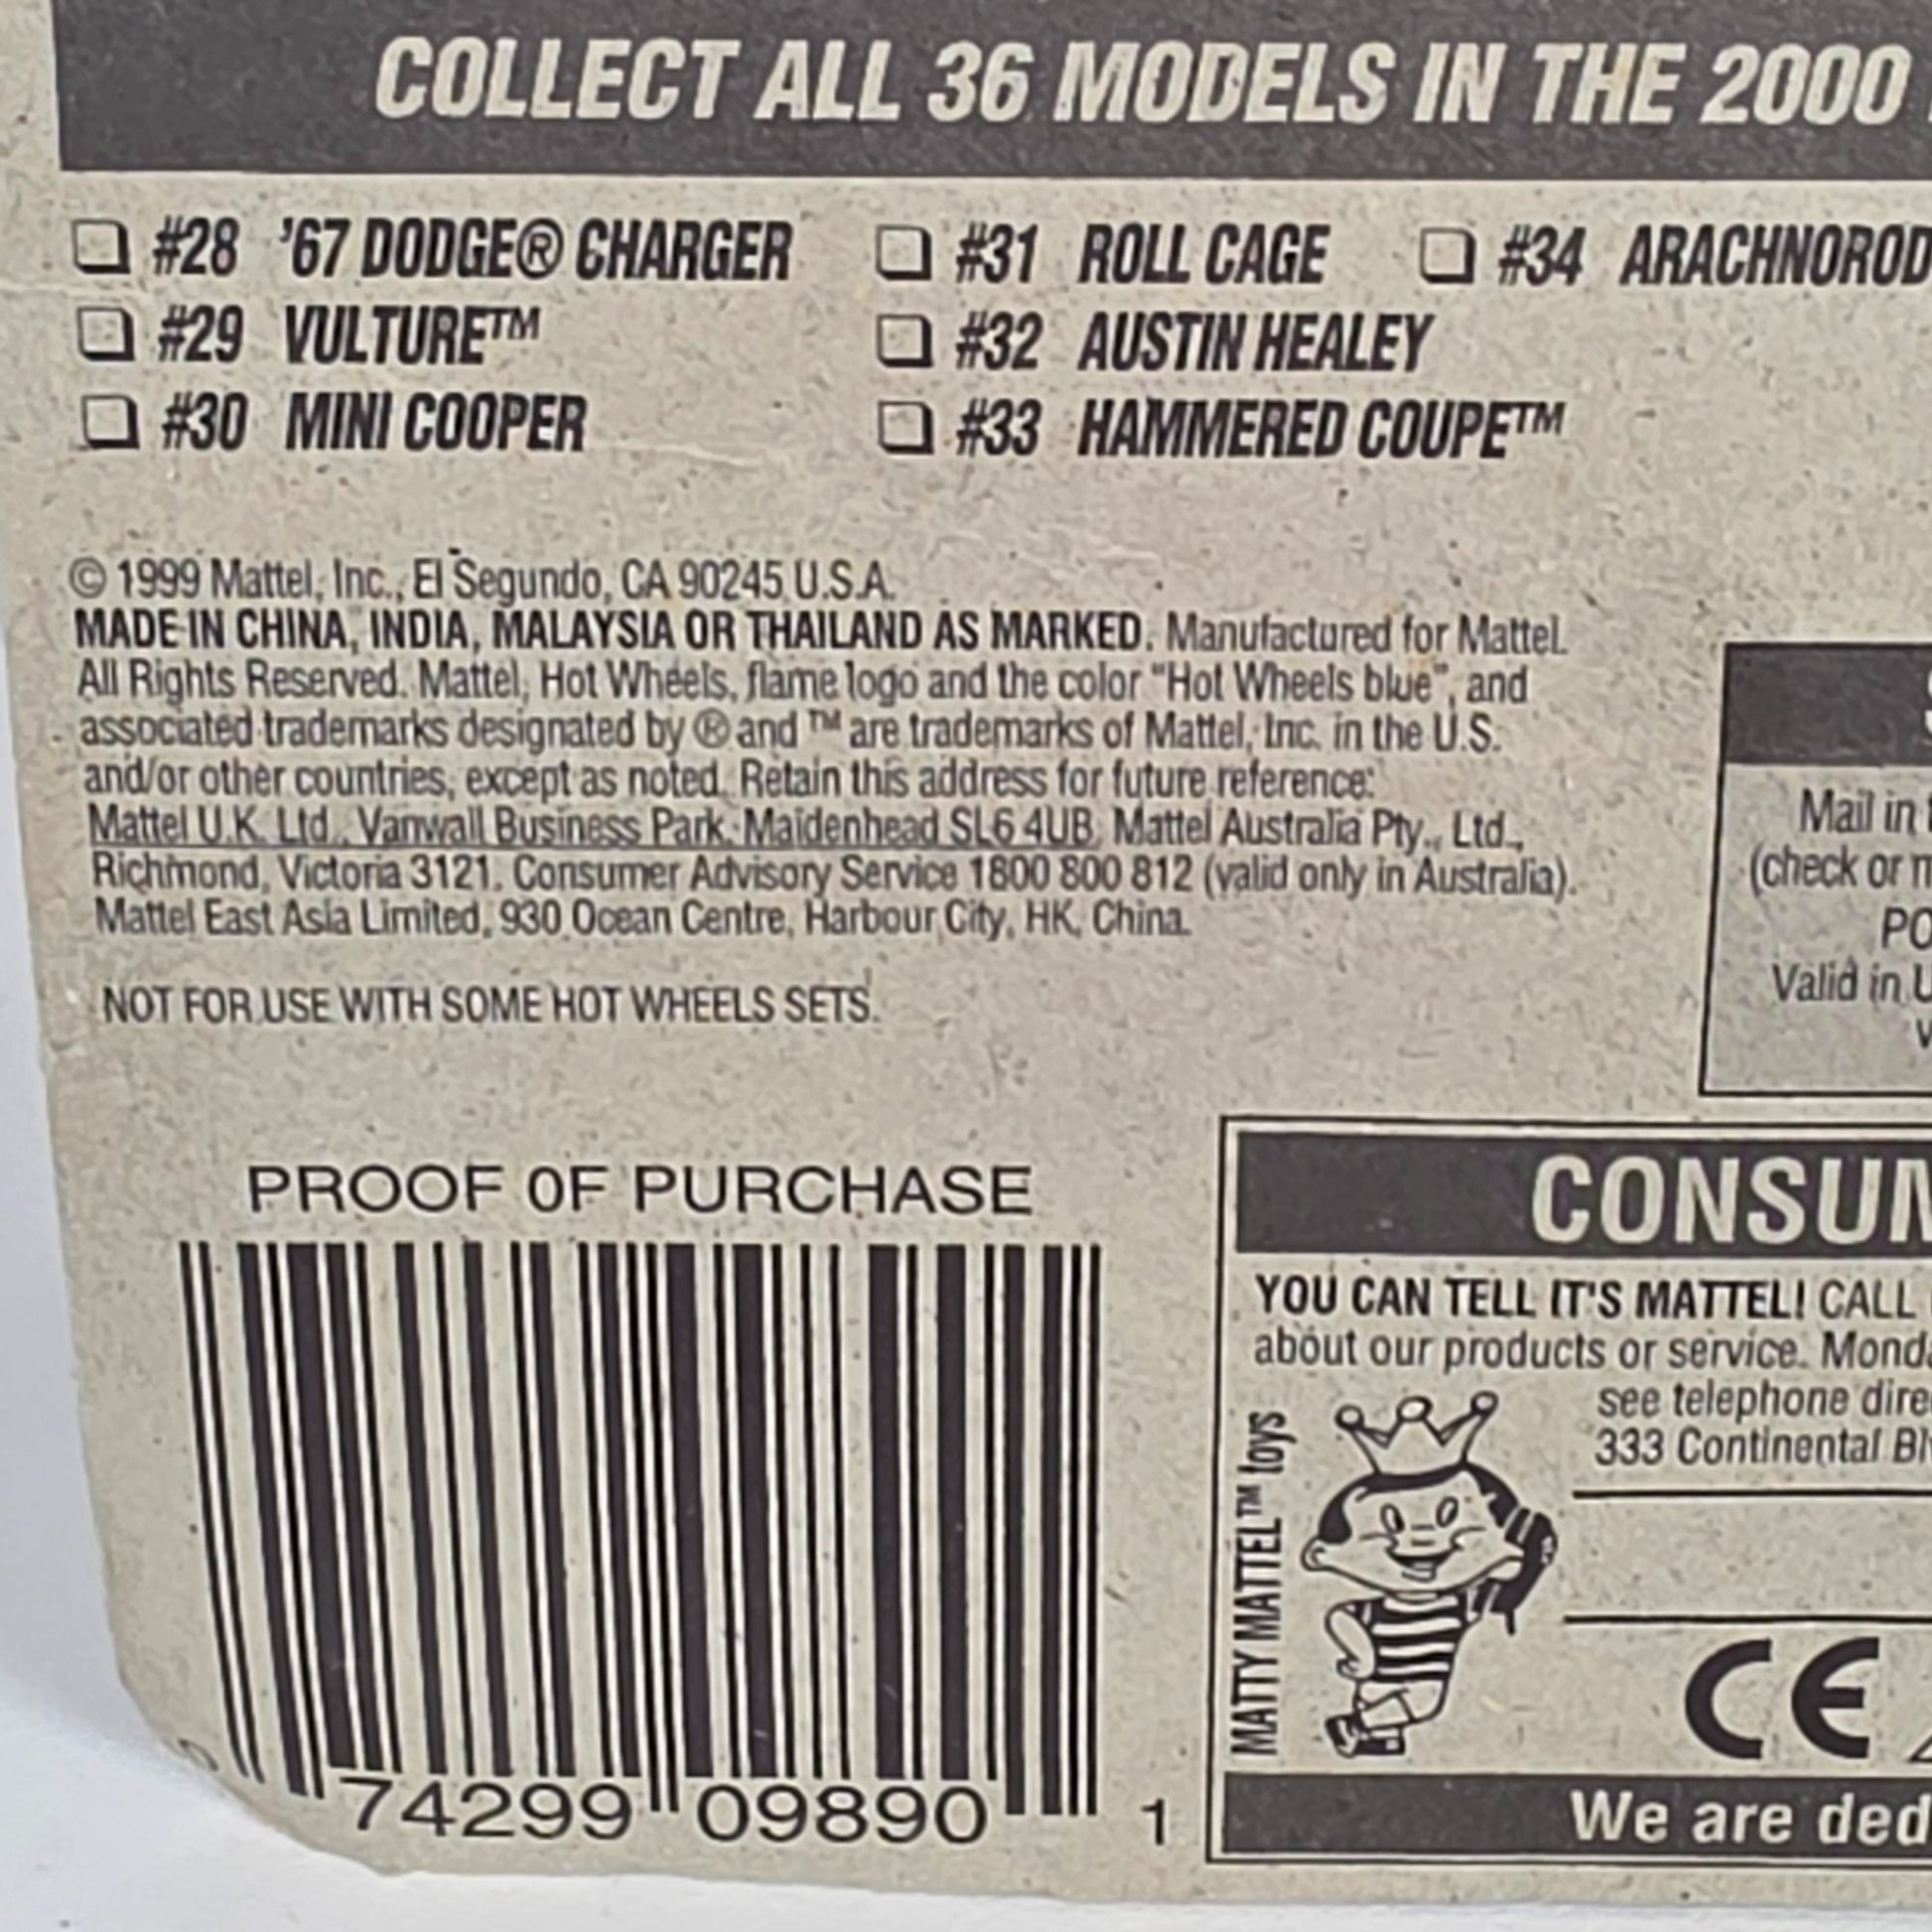 COLLECT ALL 36 MODELS IN THE 2000
#28 '67 DODGE® CHARGER
#29 VULTURE™
#30 MINI COOPER
#31 ROLL CAGE
#32 AUSTIN HEALEY
#33 HAMMERED COUPE™
#34 ARACHNOROD
© 1999 Mattel, Inc., El Segundo, CA 90245 U.S.A.
MADE IN CHINA, INDIA, MALAYSIA OR THAILAND AS MARKED. Manufactured for Mattel.
All Rights Reserved. Mattel, Hot Wheels, flame logo and the color "Hot Wheels blue", and
associated trademarks designated by ® and ™ are trademarks of Mattel, Inc. in the U.S.
and/or other countries, except as noted. Retain this address for future reference:
Mattel U.K. Ltd., Vanwall Business Park, Maidenhead SL6 4UB. Mattel Australia Pty., Ltd.,
Richmond, Victoria 3121. Consumer Advisory Service 1800 800 812 (valid only in Australia).
Mattel East Asia Limited, 930 Ocean Centre, Harbour City, HK, China.
NOT FOR USE WITH SOME HOT WHEELS SETS.
Mail in
(check or
PO
Valid in U
PROOF OF PURCHASE
0 74299 09890 1
CONSUM
YOU CAN TELL IT'S MATTEL! CALL
about our products or service. Monda
see telephone dire
333 Continental Bl
MATTY MATTEL™ toys
CE
We are ded